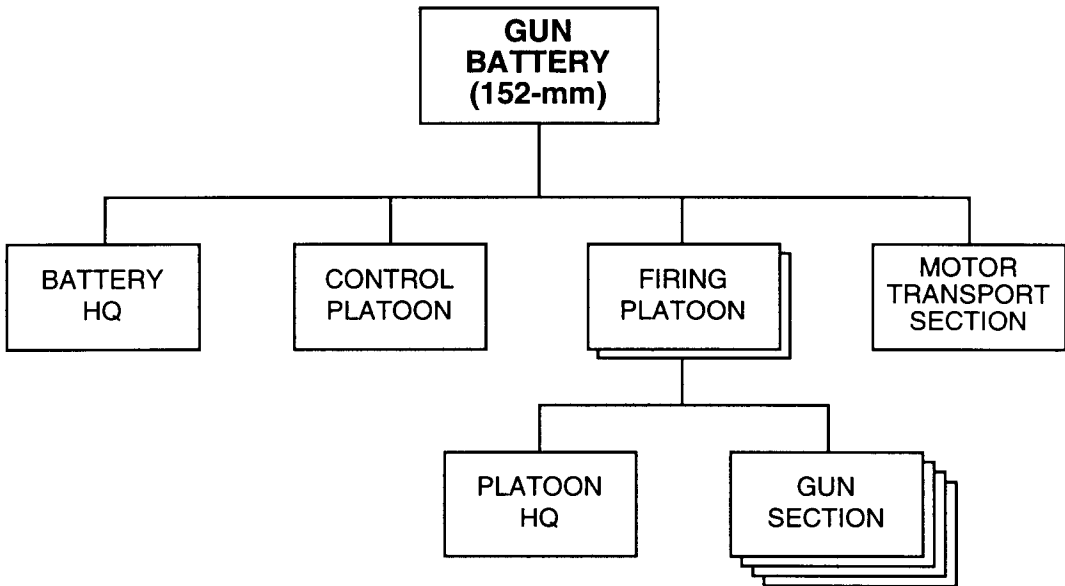 GUN
BATTERY
(152-mm)
BATTERY
HQ
CONTROL
PLATOON
FIRING
PLATOON
MOTOR
TRANSPORT
SECTION
PLATOON
HQ
GUN
SECTION